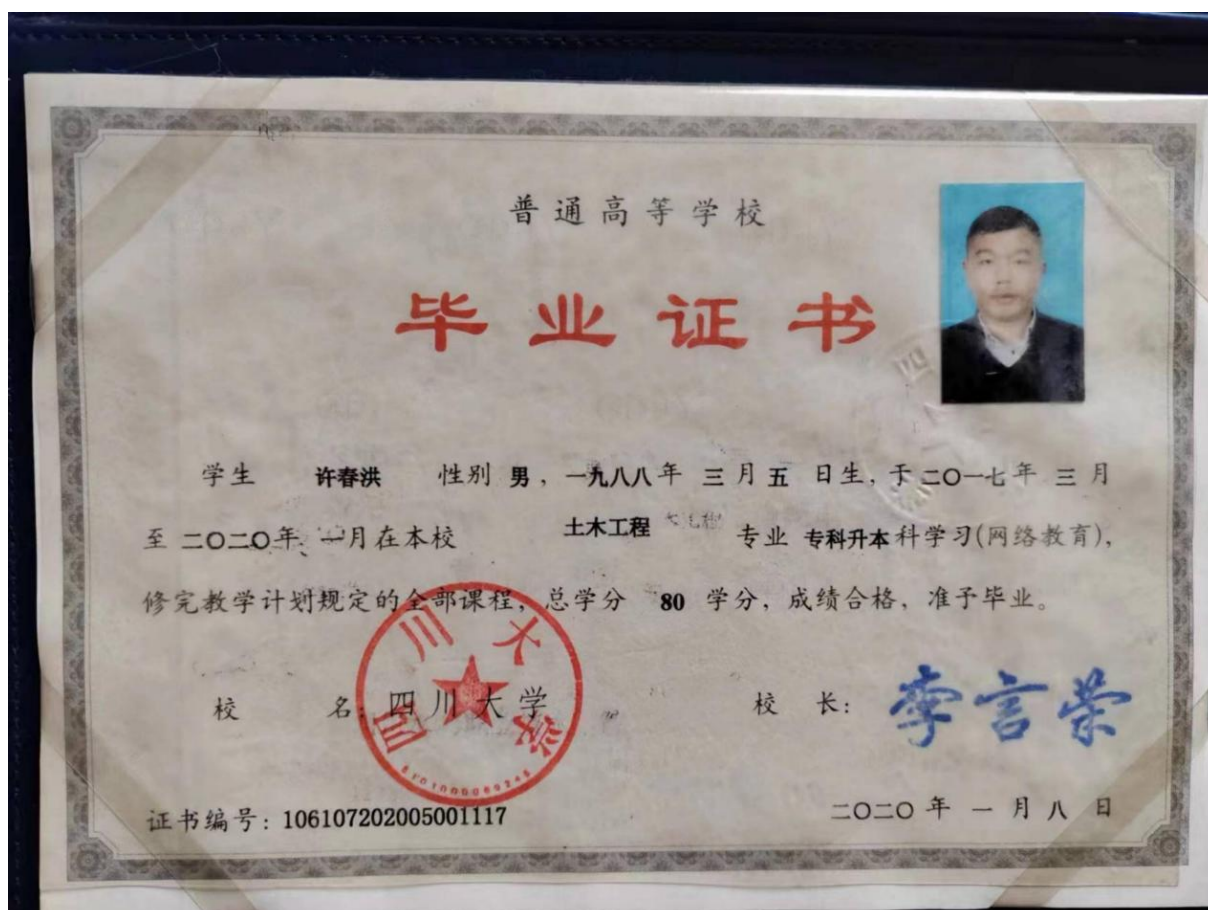 普通高等学校
毕业证书
学生 许春洪 性别 男，一九八八年 三月五 日生，于二〇一七年 三月
至 二〇二〇年 一月在本校 土木工程 专业 专科升本科学习(网络教育)，
修完教学计划规定的全部课程，总学分 80 学分，成绩合格，准予毕业。
校 名：四川大学 校 长：李言荣
四川大学
证书编号：106107202005001117 二〇二〇年 一月八日